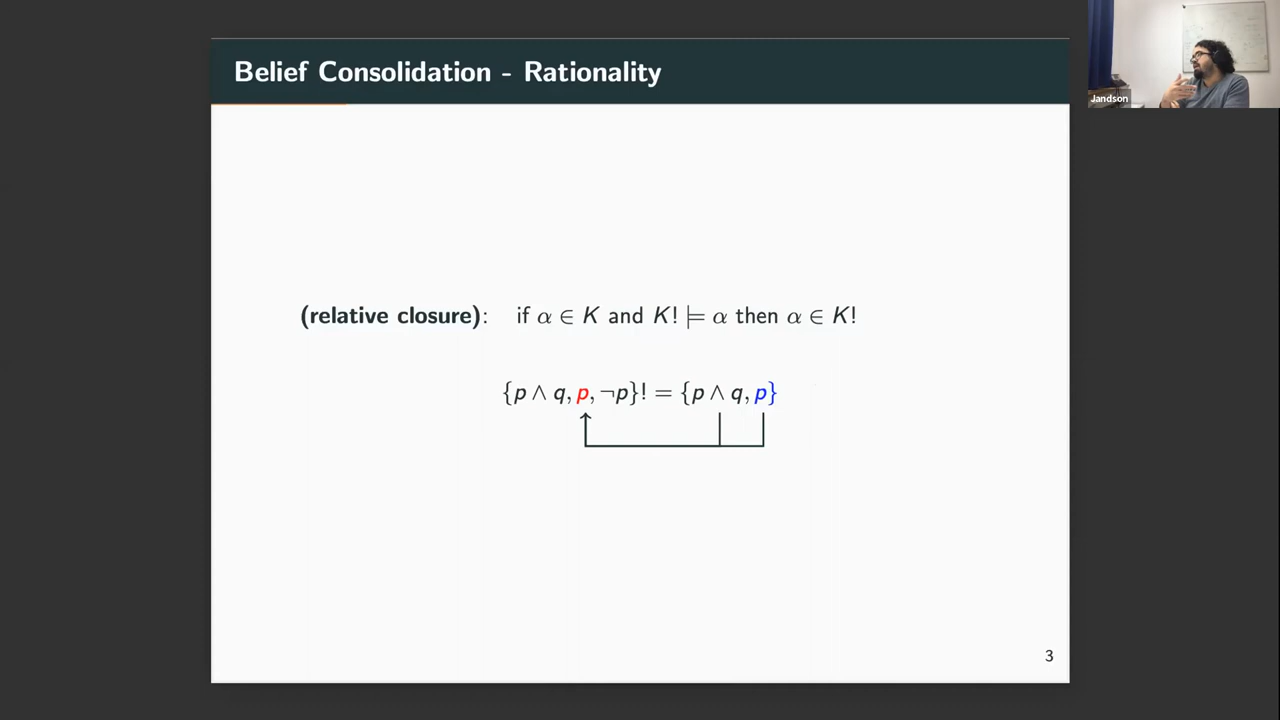 Belief Consolidation - Rationality
Jandson
(relative closure): if α ∈ K and K! ⊨ α then α ∈ K!
{p ∧ q, p, ¬p}! = {p ∧ q, p}
3